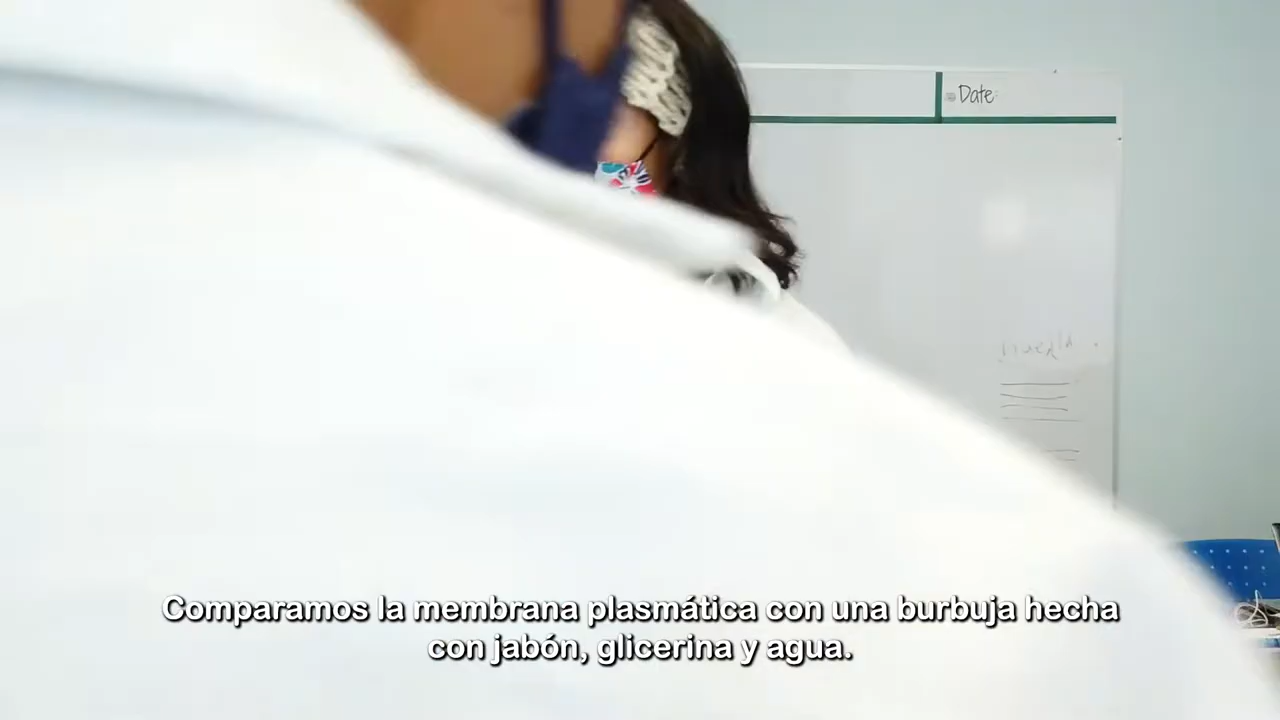 Date:
Comparamos la membrana plasmática con una burbuja hecha
con jabón, glicerina y agua.